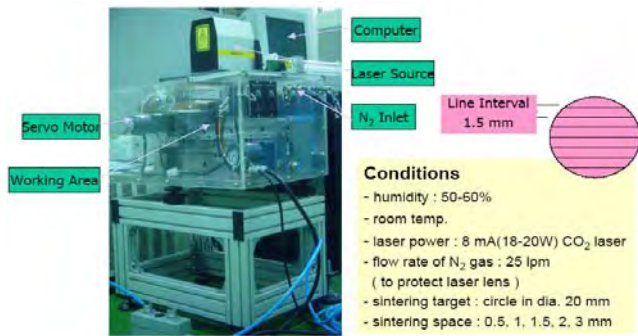 Computer
Laser Source
Servo Motor
N₂ Inlet
Line Interval
1.5 mm
Working Area
Conditions
- humidity : 50-60%
- room temp.
- laser power : 8 mA(18-20W) CO₂ laser
- flow rate of N₂ gas : 25 lpm
( to protect laser lens )
- sintering target : circle in dia. 20 mm
- sintering space : 0.5, 1, 1.5, 2, 3 mm